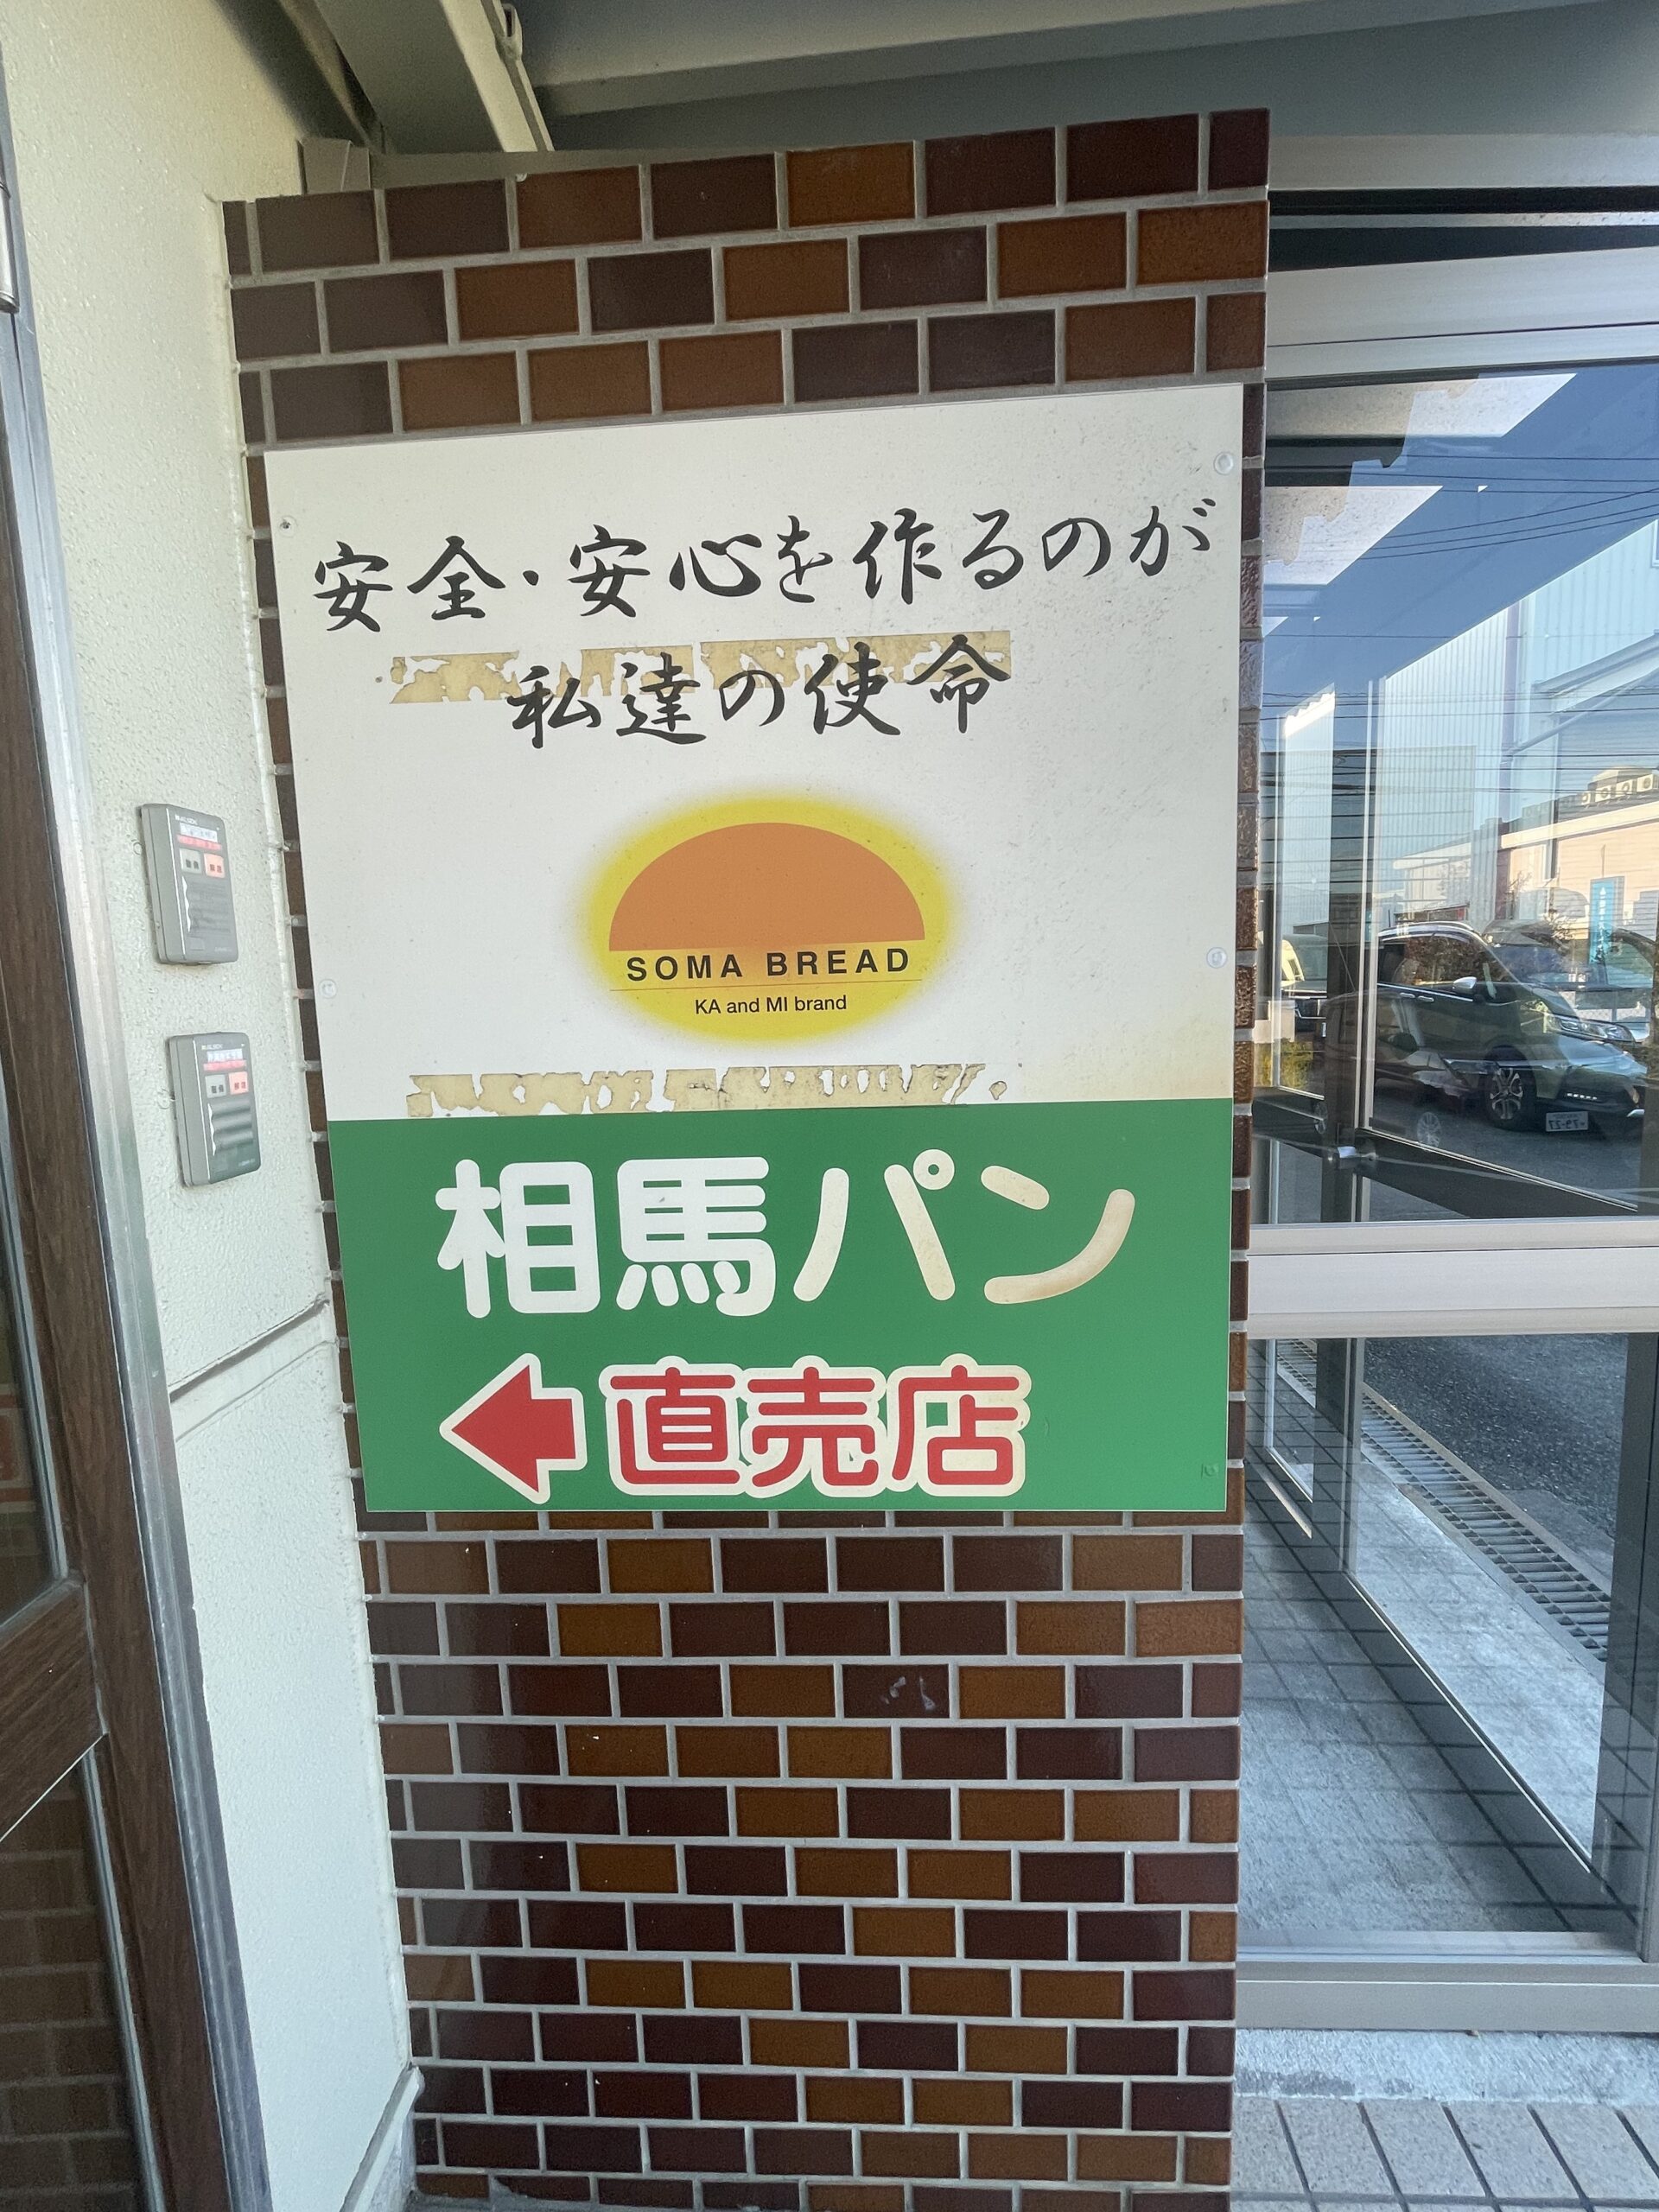 安全・安心を作るのが
私達の使命
SOMA BREAD
KA and MI brand
相馬パン
直売店